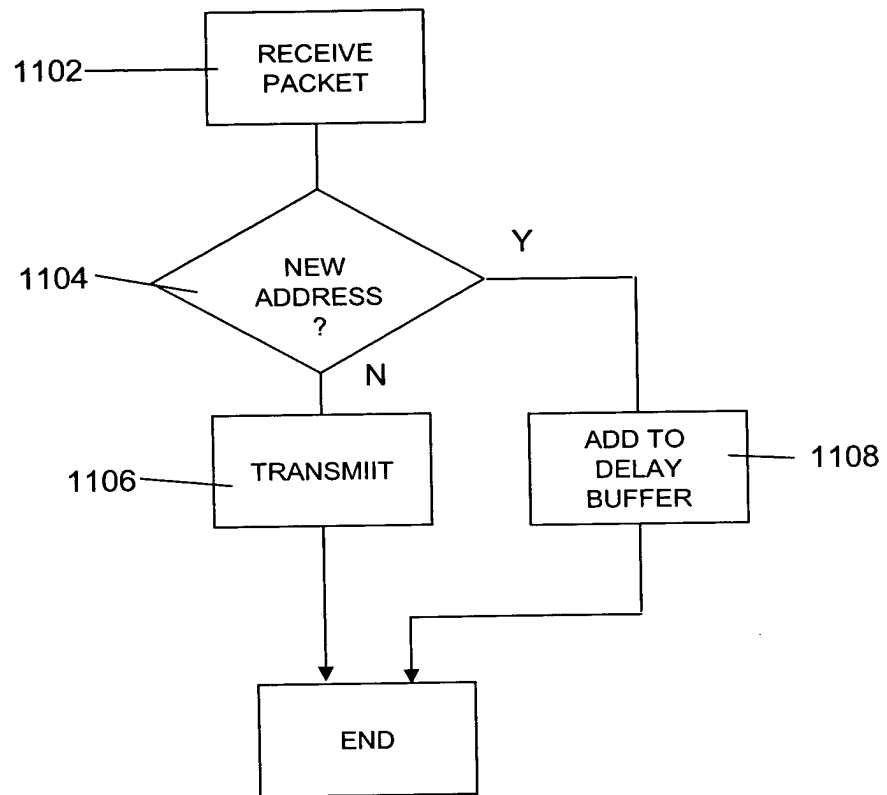 RECEIVE
PACKET
1102
NEW
ADDRESS
?
1104
Y
N
TRANSMIIT
1106
ADD TO
DELAY
BUFFER
1108
END